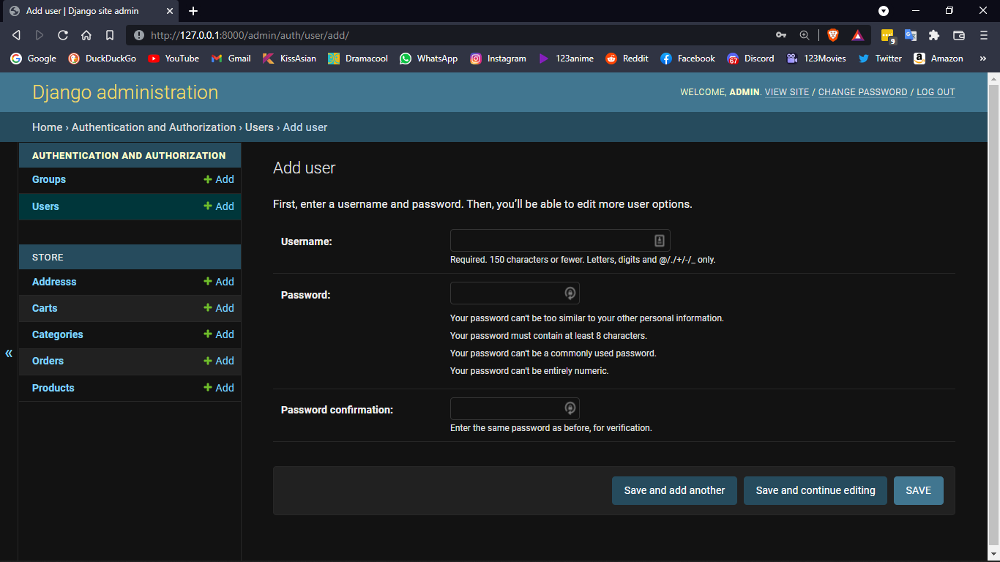 Add user | Django site admin
http://127.0.0.1:8000/admin/auth/user/add/
9
Google DuckDuckGo YouTube Gmail KissAsian Dramacool WhatsApp Instagram 123anime Reddit Facebook 67 Discord 123Movies Twitter Amazon »
Django administration
WELCOME, ADMIN. VIEW SITE / CHANGE PASSWORD / LOG OUT
Home › Authentication and Authorization › Users › Add user
AUTHENTICATION AND AUTHORIZATION
Groups + Add
Users + Add
STORE
Addresss + Add
Carts + Add
Categories + Add
Orders + Add
Products + Add
«
Add user
First, enter a username and password. Then, you’ll be able to edit more user options.
Username:
Required. 150 characters or fewer. Letters, digits and @/./+/-/_ only.
Password:
Your password can’t be too similar to your other personal information.
Your password must contain at least 8 characters.
Your password can’t be a commonly used password.
Your password can’t be entirely numeric.
Password confirmation:
Enter the same password as before, for verification.
Save and add another Save and continue editing SAVE